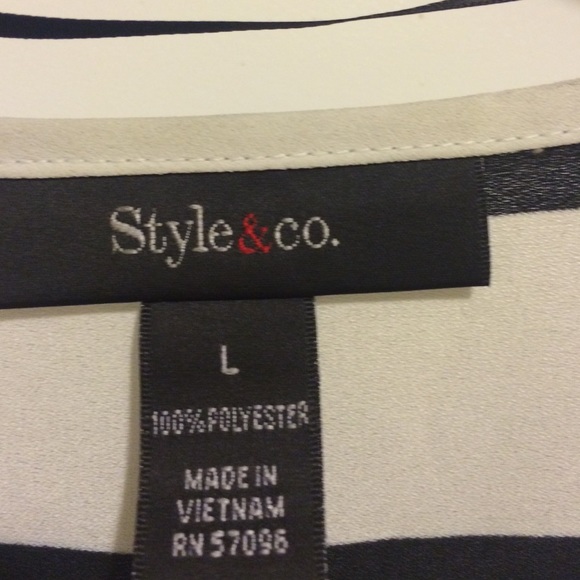 Style&co.
L
100%POLYESTER
MADE IN
VIETNAM
RN 57096